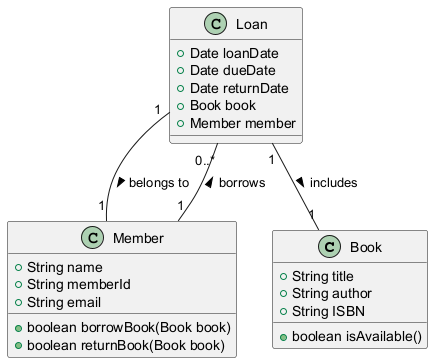 C Loan
Date loanDate
Date dueDate
Date returnDate
Book book
Member member
1
0..*
1
belongs to
borrows
includes
1
1
1
C Member
String name
String memberId
String email
boolean borrowBook(Book book)
boolean returnBook(Book book)
C Book
String title
String author
String ISBN
boolean isAvailable()